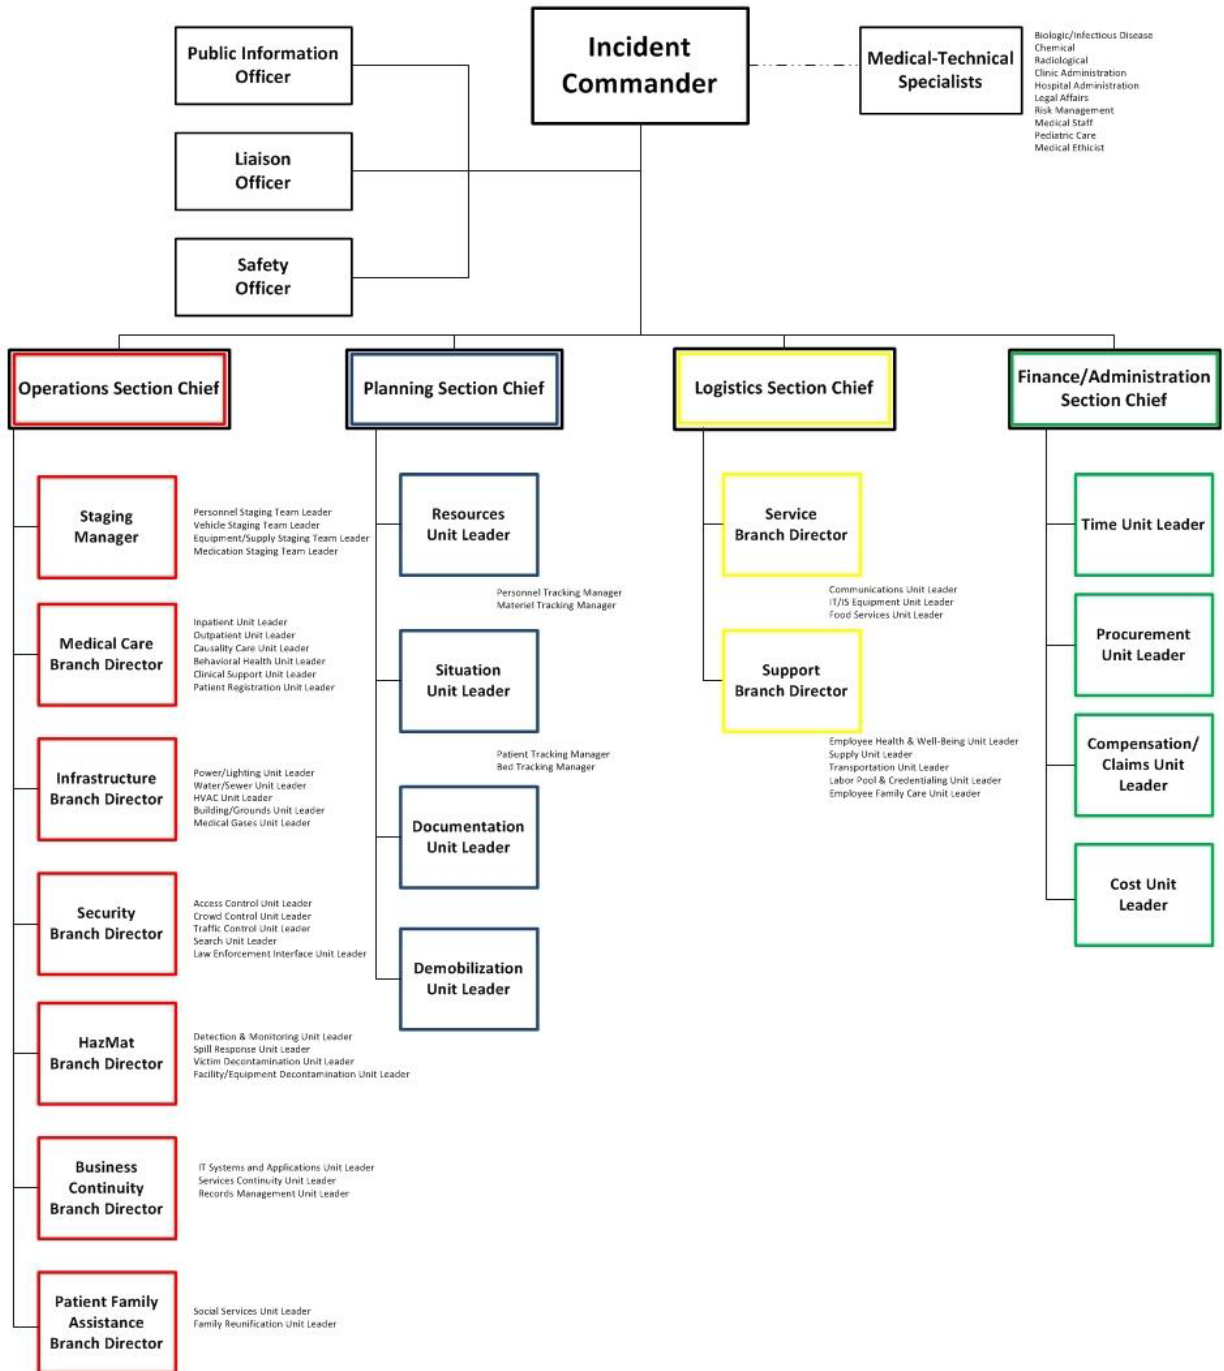 Public Information
Officer
Incident
Commander
Medical-Technical
Specialists
Biologic/Infectious Disease
Chemical
Radiological
Clinic Administration
Hospital Administration
Legal Affairs
Risk Management
Medical Staff
Pediatric Care
Medical Ethicist
Liaison
Officer
Safety
Officer
Operations Section Chief
Planning Section Chief
Logistics Section Chief
Finance/Administration
Section Chief
Staging
Manager
Personnel Staging Team Leader
Vehicle Staging Team Leader
Equipment/Supply Staging Team Leader
Medication Staging Team Leader
Medical Care
Branch Director
Inpatient Unit Leader
Outpatient Unit Leader
Causality Care Unit Leader
Behavioral Health Unit Leader
Clinical Support Unit Leader
Patient Registration Unit Leader
Infrastructure
Branch Director
Power/Lighting Unit Leader
Water/Sewer Unit Leader
HVAC Unit Leader
Building/Grounds Unit Leader
Medical Gases Unit Leader
Security
Branch Director
Access Control Unit Leader
Crowd Control Unit Leader
Traffic Control Unit Leader
Search Unit Leader
Law Enforcement Interface Unit Leader
HazMat
Branch Director
Detection & Monitoring Unit Leader
Spill Response Unit Leader
Victim Decontamination Unit Leader
Facility/Equipment Decontamination Unit Leader
Business
Continuity
Branch Director
IT Systems and Applications Unit Leader
Services Continuity Unit Leader
Records Management Unit Leader
Patient Family
Assistance
Branch Director
Social Services Unit Leader
Family Reunification Unit Leader
Resources
Unit Leader
Personnel Tracking Manager
Materiel Tracking Manager
Situation
Unit Leader
Patient Tracking Manager
Bed Tracking Manager
Documentation
Unit Leader
Demobilization
Unit Leader
Service
Branch Director
Communications Unit Leader
IT/IS Equipment Unit Leader
Food Services Unit Leader
Support
Branch Director
Employee Health & Well-Being Unit Leader
Supply Unit Leader
Transportation Unit Leader
Labor Pool & Credentialing Unit Leader
Employee Family Care Unit Leader
Time Unit Leader
Procurement
Unit Leader
Compensation/
Claims Unit
Leader
Cost Unit
Leader